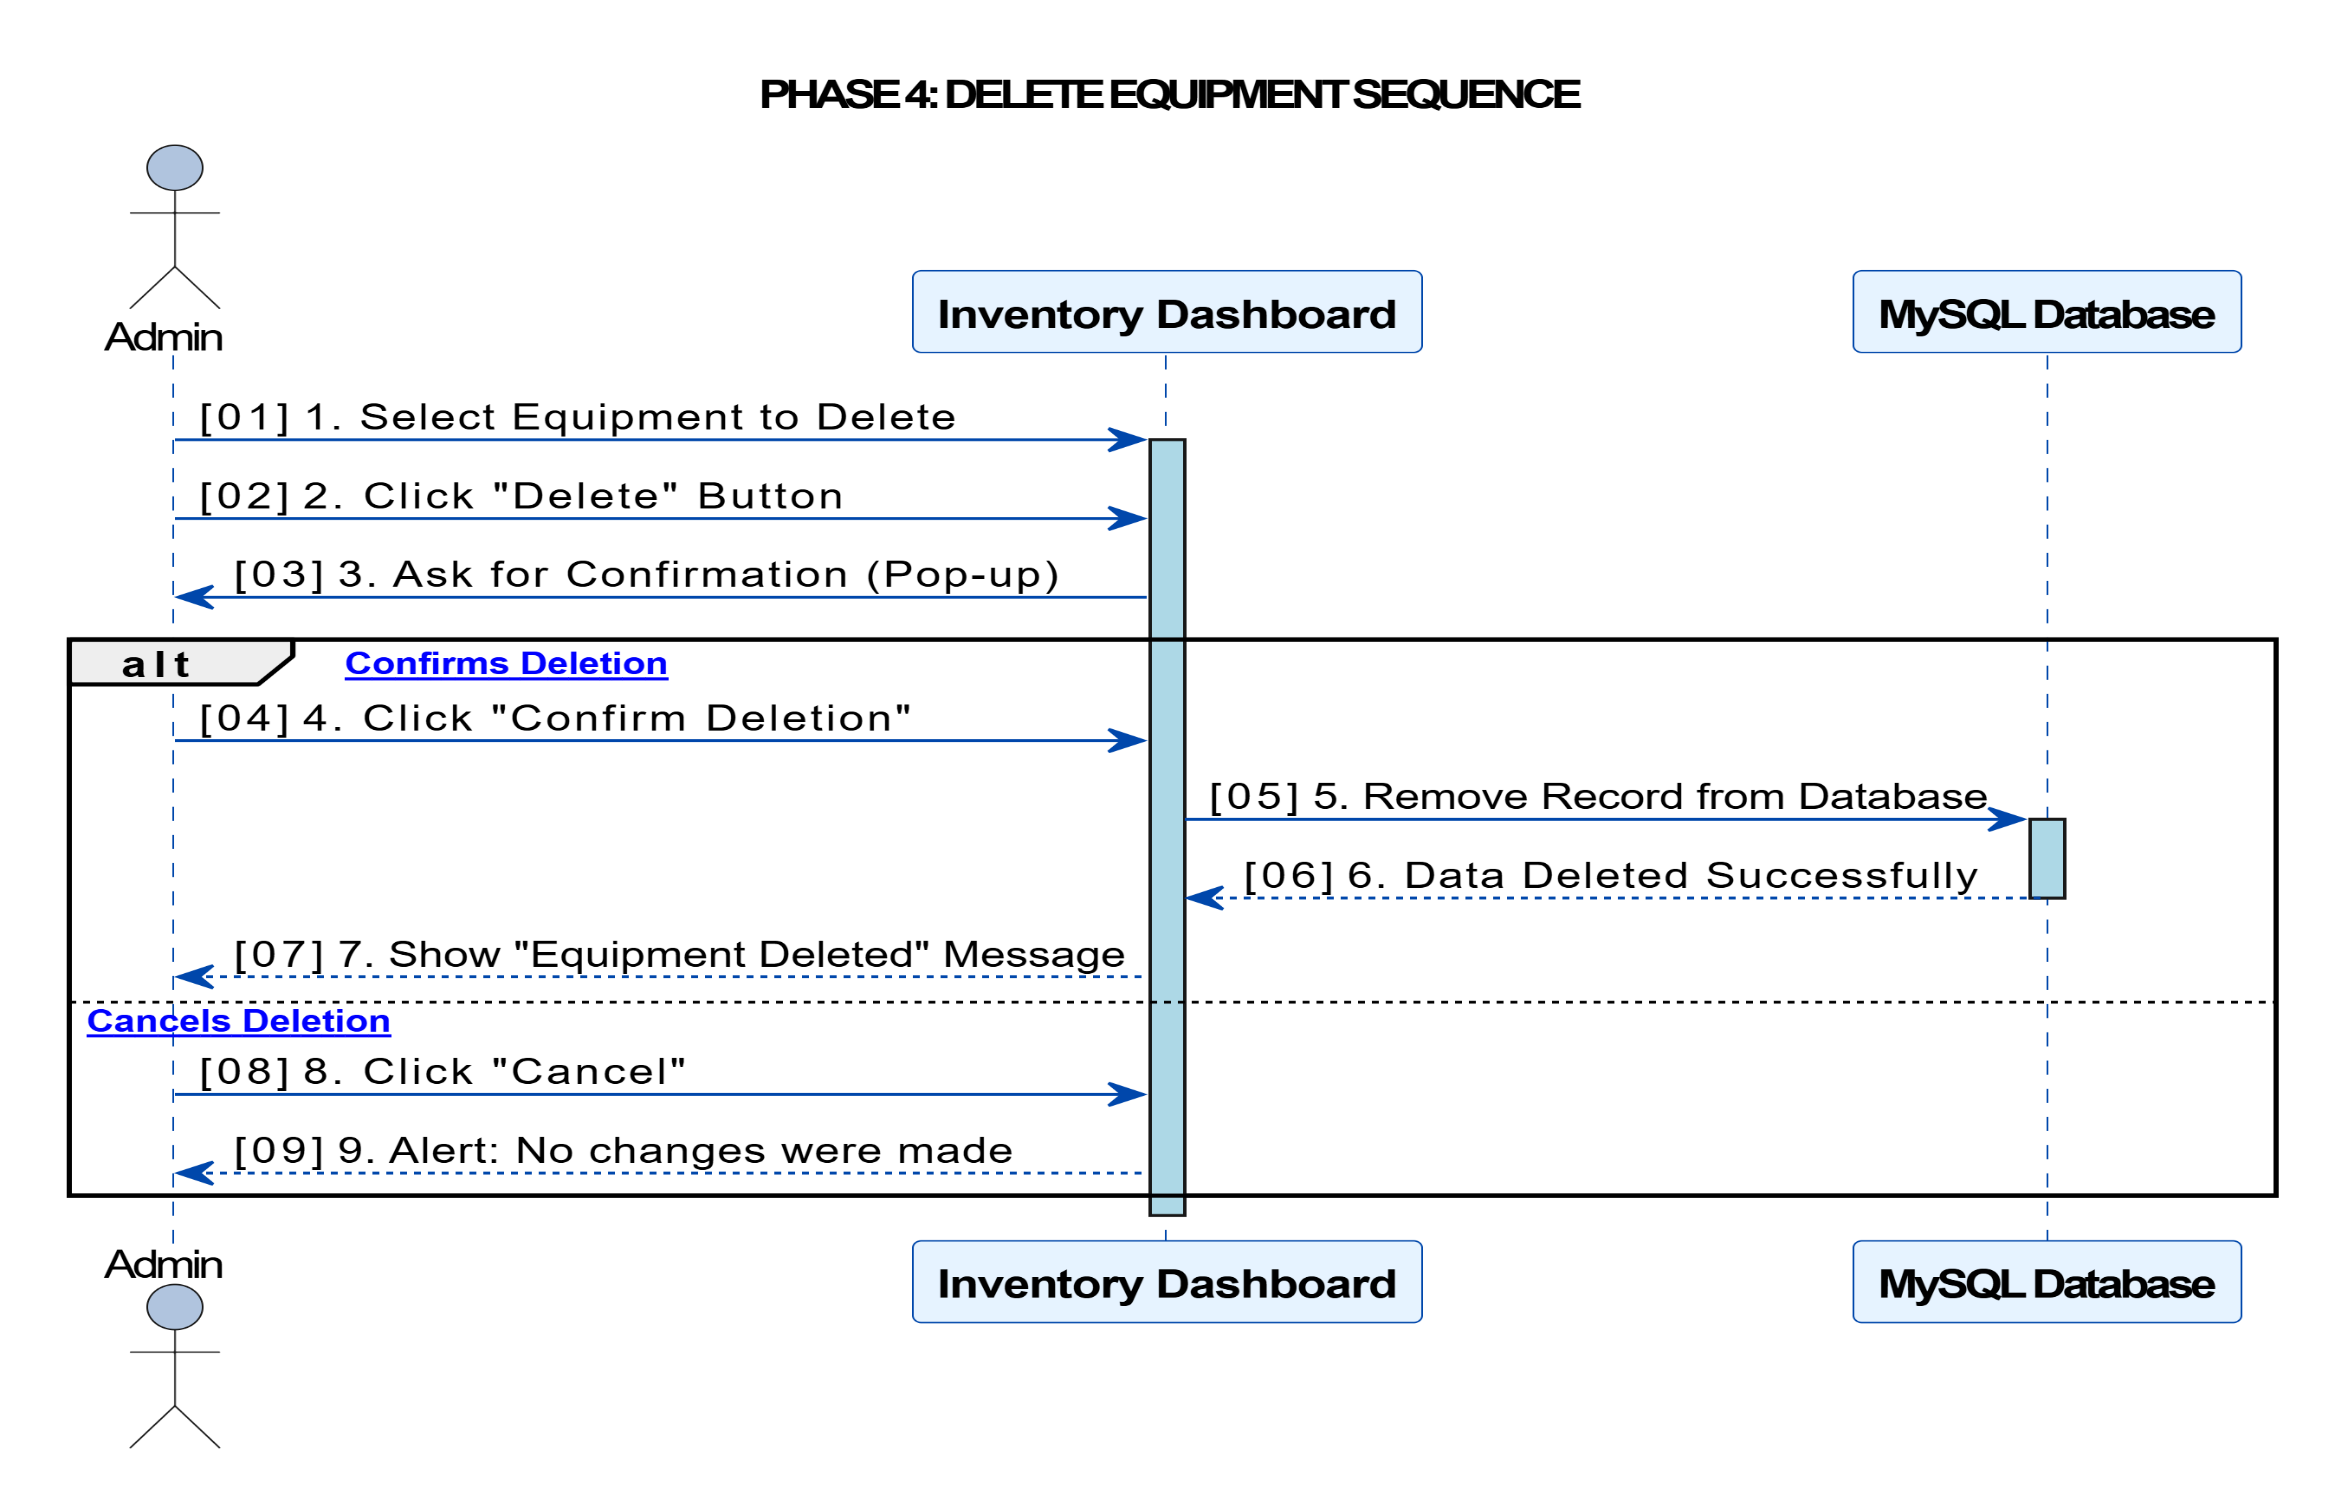 PHASE 4: DELETE EQUIPMENT SEQUENCE
Admin
Inventory Dashboard
MySQL Database
[01] 1. Select Equipment to Delete
[02] 2. Click "Delete" Button
[03] 3. Ask for Confirmation (Pop-up)
alt
Confirms Deletion
[04] 4. Click "Confirm Deletion"
[05] 5. Remove Record from Database
[06] 6. Data Deleted Successfully
[07] 7. Show "Equipment Deleted" Message
Cancels Deletion
[08] 8. Click "Cancel"
[09] 9. Alert: No changes were made
Admin
Inventory Dashboard
MySQL Database